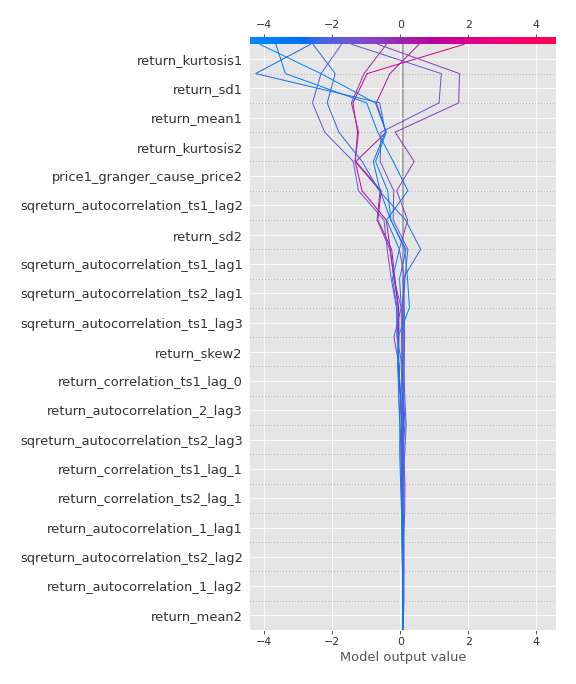 −4 −2 0 2 4
return_kurtosis1
return_sd1
return_mean1
return_kurtosis2
price1_granger_cause_price2
sqreturn_autocorrelation_ts1_lag2
return_sd2
sqreturn_autocorrelation_ts1_lag1
sqreturn_autocorrelation_ts2_lag1
sqreturn_autocorrelation_ts1_lag3
return_skew2
return_correlation_ts1_lag_0
return_autocorrelation_2_lag3
sqreturn_autocorrelation_ts2_lag3
return_correlation_ts1_lag_1
return_correlation_ts2_lag_1
return_autocorrelation_1_lag1
sqreturn_autocorrelation_ts2_lag2
return_autocorrelation_1_lag2
return_mean2
−4 −2 0 2 4
Model output value